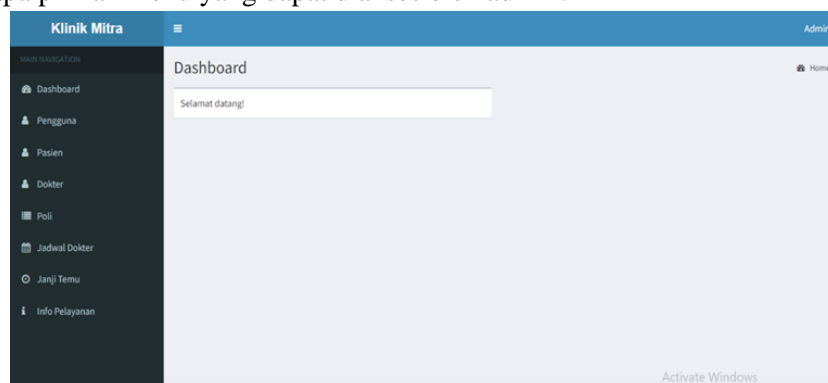 Klinik Mitra
Admin
MAIN NAVIGATION
Dashboard
Home
Dashboard
Selamat datang!
Pengguna
Pasien
Dokter
Poli
Jadwal Dokter
Janji Temu
Info Pelayanan
Activate Windows